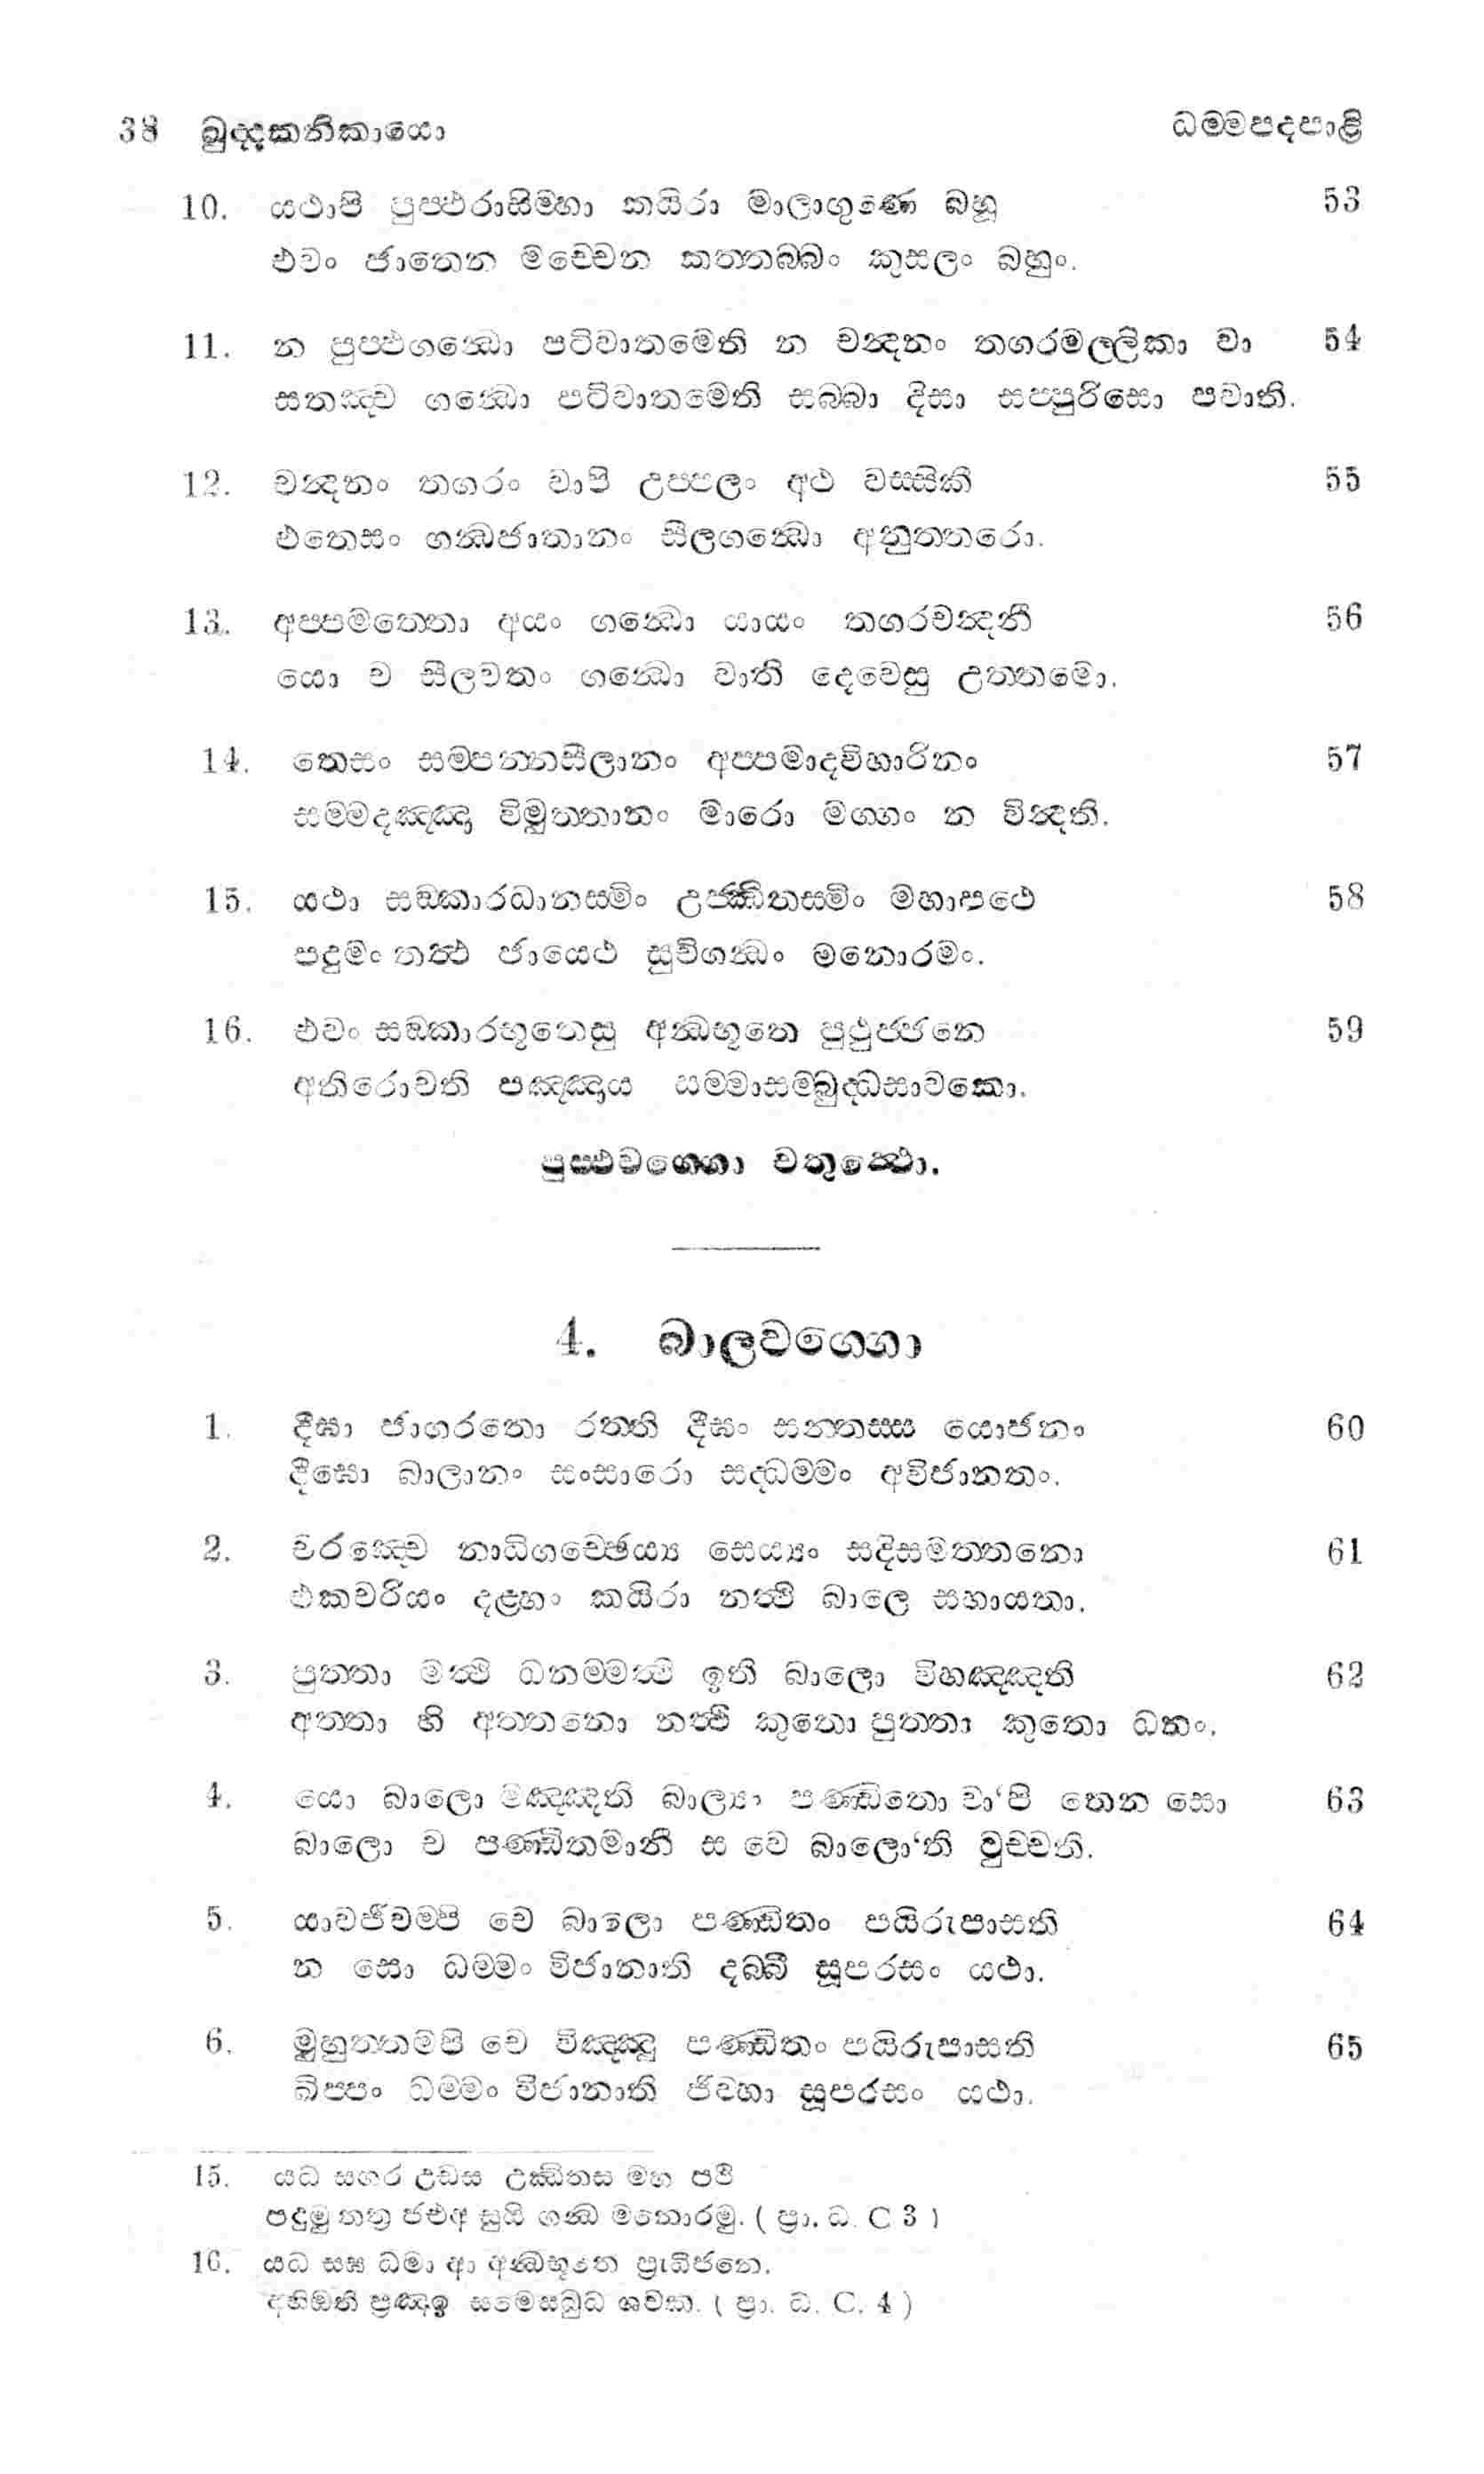 38 ඛුද්දකනිකායො ධම්මපදපාළි
10. යථාපි පුප්ඵරාසිම්හා කයිරා මාලාගුණෙ බහූ 53
එවං ජාතෙන මච්චෙන කත්තබ්බං කුසලං බහුං.
11. න පුප්ඵගන්ධො පටිවාතමෙති න චන්දනං තගරමල්ලිකා වා 54
සතඤ්ච ගන්ධො පටිවාතමෙති සබ්බා දිසා සප්පුරිසො පවාති.
12. චන්දනං තගරං වාපි උප්පලං අථ වස්සිකී 55
එතෙසං ගන්ධජාතානං සීලගන්ධො අනුත්තරො.
13. අප්පමත්තො අයං ගන්ධො යායං තගරචන්දනී 56
යො ච සීලවතං ගන්ධො වාති දෙවෙසු උත්තමො.
14. තෙසං සම්පන්නසීලානං අප්පමාදවිහාරිනං 57
සම්මදඤ්ඤා විමුත්තානං මාරො මග්ගං න වින්දති.
15. යථා සඞ්කාරධානස්මිං උජ්ඣිතස්මිං මහාපථෙ 58
පදුමං තත්ථ ජායෙථ සුචිගන්ධං මනොරමං.
16. එවං සඞ්කාරභූතෙසු අන්ධභූතෙ පුථුජ්ජනෙ 59
අතිරොචති පඤ්ඤාය සම්මාසම්බුද්ධසාවකො.
පුප්ඵවග්ගො චතුත්ථො.
4. බාලවග්ගො
1. දීඝා ජාගරතො රත්ති දීඝං සන්තස්ස යොජනං 60
දීඝො බාලානං සංසාරො සද්ධම්මං අවිජානතං.
2. චරඤ්චෙ නාධිගච්ඡෙය්‍ය සෙය්‍යං සදිසමත්තනො 61
එකචරියං දළ්හං කයිරා නත්ථි බාලෙ සහායතා.
3. පුත්තා මත්ථි ධනම්මත්ථි ඉති බාලො විහඤ්ඤති 62
අත්තා හි අත්තනො නත්ථි කුතො පුත්තා කුතො ධනං.
4. යො බාලො මඤ්ඤති බාල්‍යං පණ්ඩිතො වා‘පි තෙන සො 63
බාලො ච පණ්ඩිතමානී ස වෙ බාලො‘ති වුච්චති.
5. යාවජීවම්පි චෙ බාලො පණ්ඩිතං පයිරුපාසති 64
න සො ධම්මං විජානාති දබ්බී සූපරසං යථා.
6. මුහුත්තම්පි චෙ විඤ්ඤූ පණ්ඩිතං පයිරුපාසති 65
ඛිප්පං ධම්මං විජානාති ජිව්හා සූපරසං යථා.
15. යධ සගර උඩස උඣිතස මහ පථි
පදුමු තත්‍ර ජඑඅ සුයි ගන්ධ මනොරමු. ( ප්‍රා. ධ. C 3 )
16. යධ සඝ ධමා ආ අන්ධභූතෙ ප්‍රුධිජනෙ.
අභිඔති ප්‍රඤඉ සමෙසබුධ ශවක. ( ප්‍රා. ධ. C. 4 )